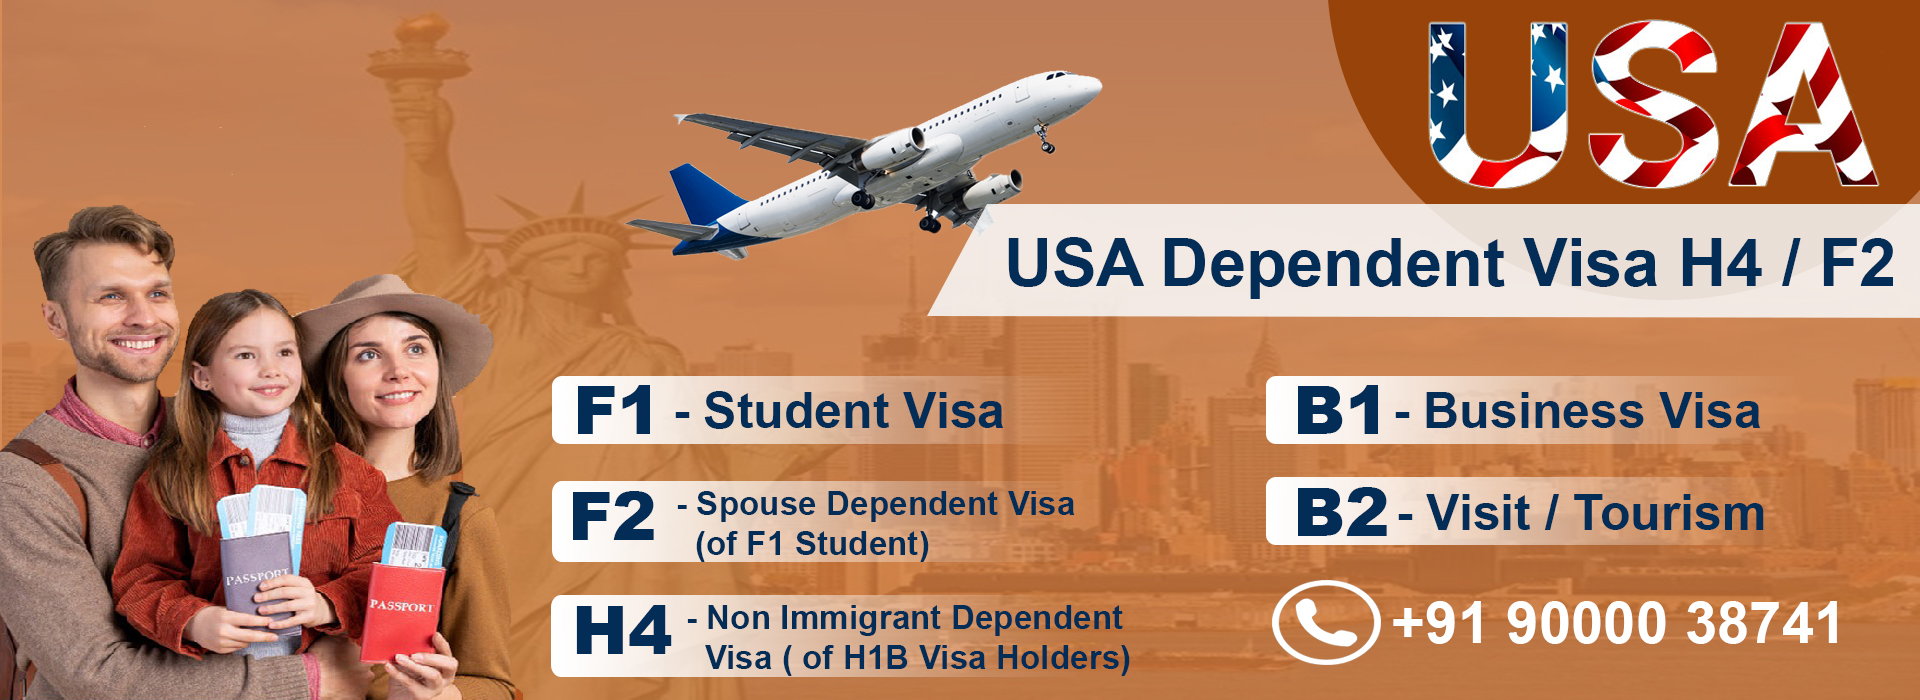 USA
USA Dependent Visa H4 / F2
F1 - Student Visa
F2 - Spouse Dependent Visa
(of F1 Student)
H4 - Non Immigrant Dependent
Visa ( of H1B Visa Holders)
B1 - Business Visa
B2 - Visit / Tourism
+91 90000 38741
PASSPORT
PASSPORT